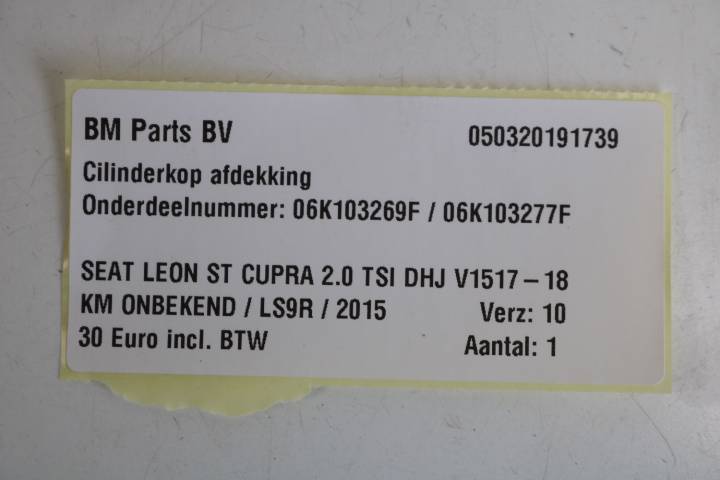 BM Parts BV 050320191739
Cilinderkop afdekking
Onderdeelnummer: 06K103269F / 06K103277F
SEAT LEON ST CUPRA 2.0 TSI DHJ V1517-18
KM ONBEKEND / LS9R / 2015 Verz: 10
30 Euro incl. BTW Aantal: 1